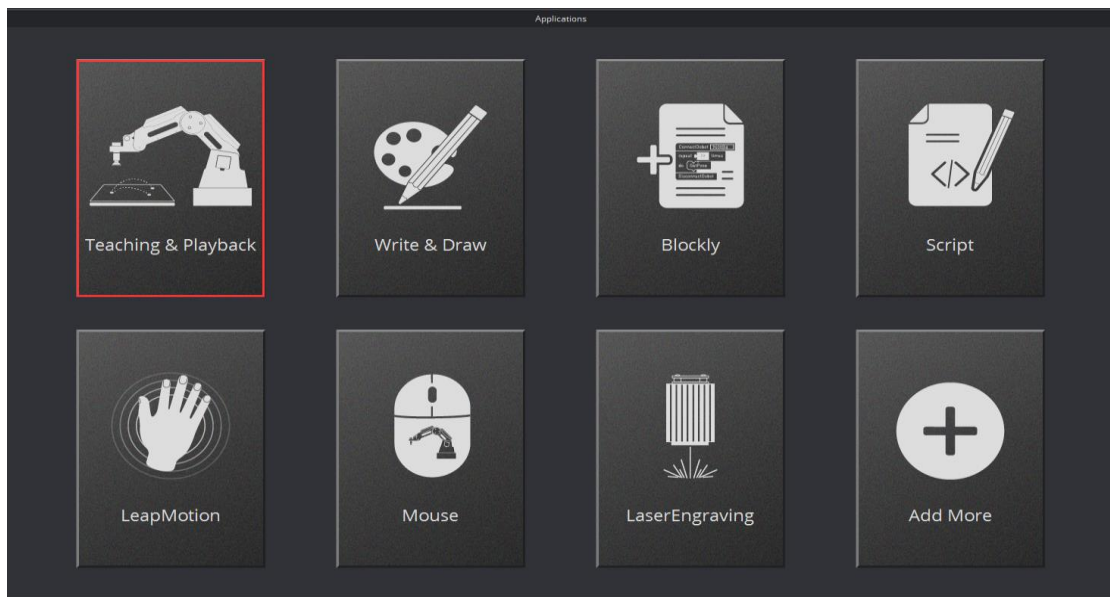 Applications
Teaching & Playback
Write & Draw
Blockly
Script
LeapMotion
Mouse
LaserEngraving
Add More